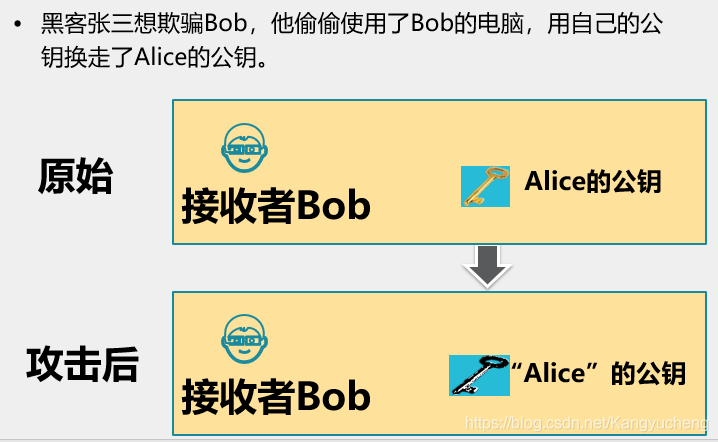 • 黑客张三想欺骗Bob，他偷偷使用了Bob的电脑，用自己的公
钥换走了Alice的公钥。
原始
接收者Bob
Alice的公钥
攻击后
接收者Bob
“Alice”的公钥
https://blog.csdn.net/Kangyucheng